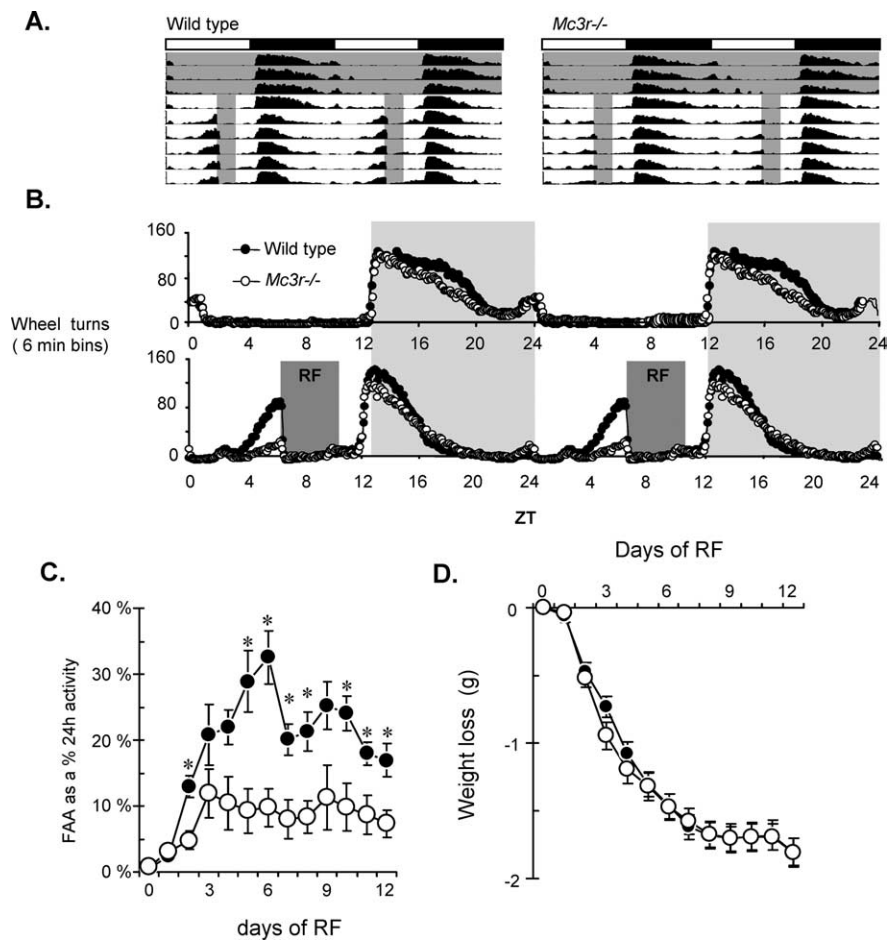 A.
Wild type
Mc3r-/-
B.
160
80
0
Wild type
Mc3r-/-
0 4 8 12 16 20 24 4 8 12 16 20 24
Wheel turns
( 6 min bins)
160
80
0
RF
RF
0 4 8 12 16 20 24 4 8 12 16 20 24
ZT
C.
40 %
30 %
20 %
10 %
0 %
FAA as a % 24h activity
* * * * * * * *
0 3 6 9 12
days of RF
D.
Days of RF
0 3 6 9 12
0
-1
-2
Weight loss (g)